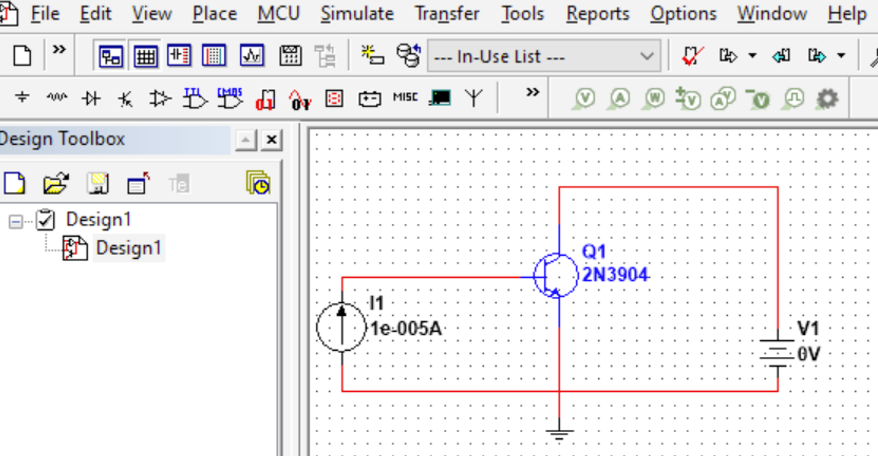 File Edit View Place MCU Simulate Transfer Tools Reports Options Window Help
» --- In-Use List ---
TTL CMOS MISC » V A W V A V
Design Toolbox
Te
Design1
Design1
Q1
2N3904
I1
1e-005A
V1
0V